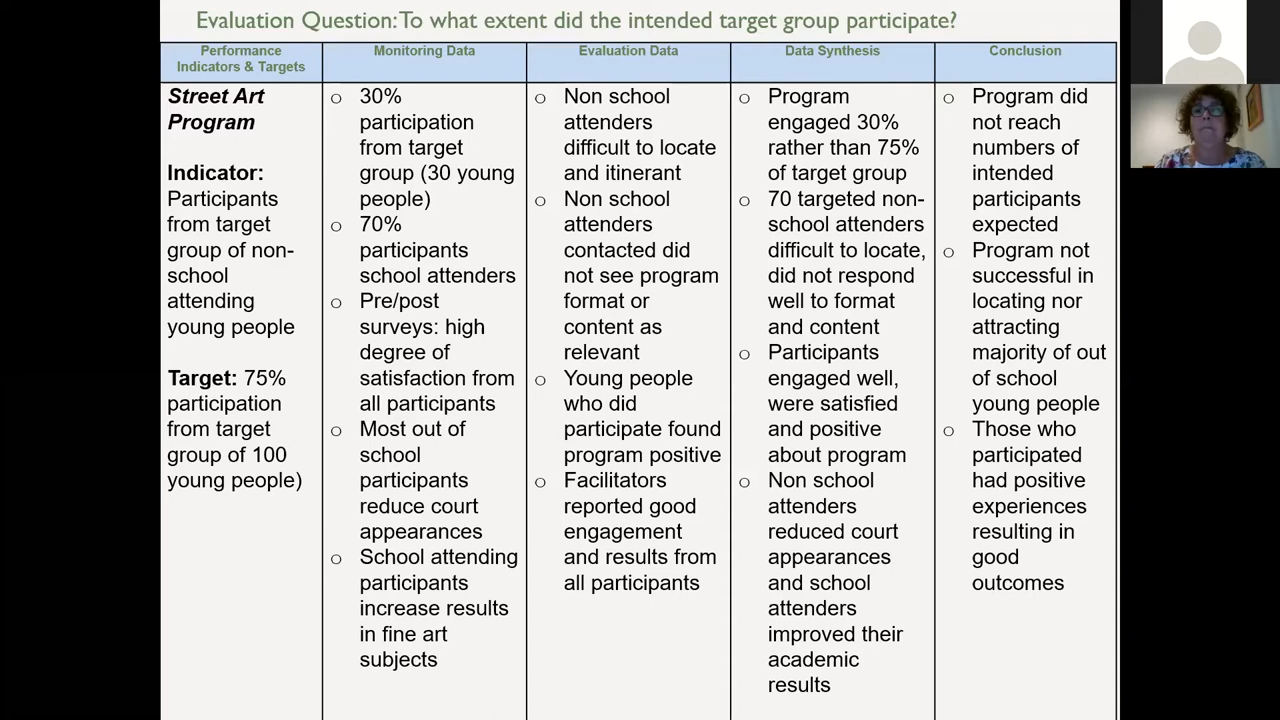 Evaluation Question: To what extent did the intended target group participate?
Performance
Indicators & Targets
Monitoring Data
Evaluation Data
Data Synthesis
Conclusion
Street Art
Program
Indicator:
Participants
from target
group of non-
school
attending
young people
Target: 75%
participation
from target
group of 100
young people)
○ 30%
participation
from target
group (30 young
people)
○ 70%
participants
school attenders
○ Pre/post
surveys: high
degree of
satisfaction from
all participants
○ Most out of
school
participants
reduce court
appearances
○ School attending
participants
increase results
in fine art
subjects
○ Non school
attenders
difficult to locate
and itinerant
○ Non school
attenders
contacted did
not see program
format or
content as
relevant
○ Young people
who did
participate found
program positive
○ Facilitators
reported good
engagement
and results from
all participants
○ Program
engaged 30%
rather than 75%
of target group
○ 70 targeted non-
school attenders
difficult to locate,
did not respond
well to format
and content
○ Participants
engaged well,
were satisfied
and positive
about program
○ Non school
attenders
reduced court
appearances
and school
attenders
improved their
academic
results
○ Program did
not reach
numbers of
intended
participants
expected
○ Program not
successful in
locating nor
attracting
majority of out
of school
young people
○ Those who
participated
had positive
experiences
resulting in
good
outcomes